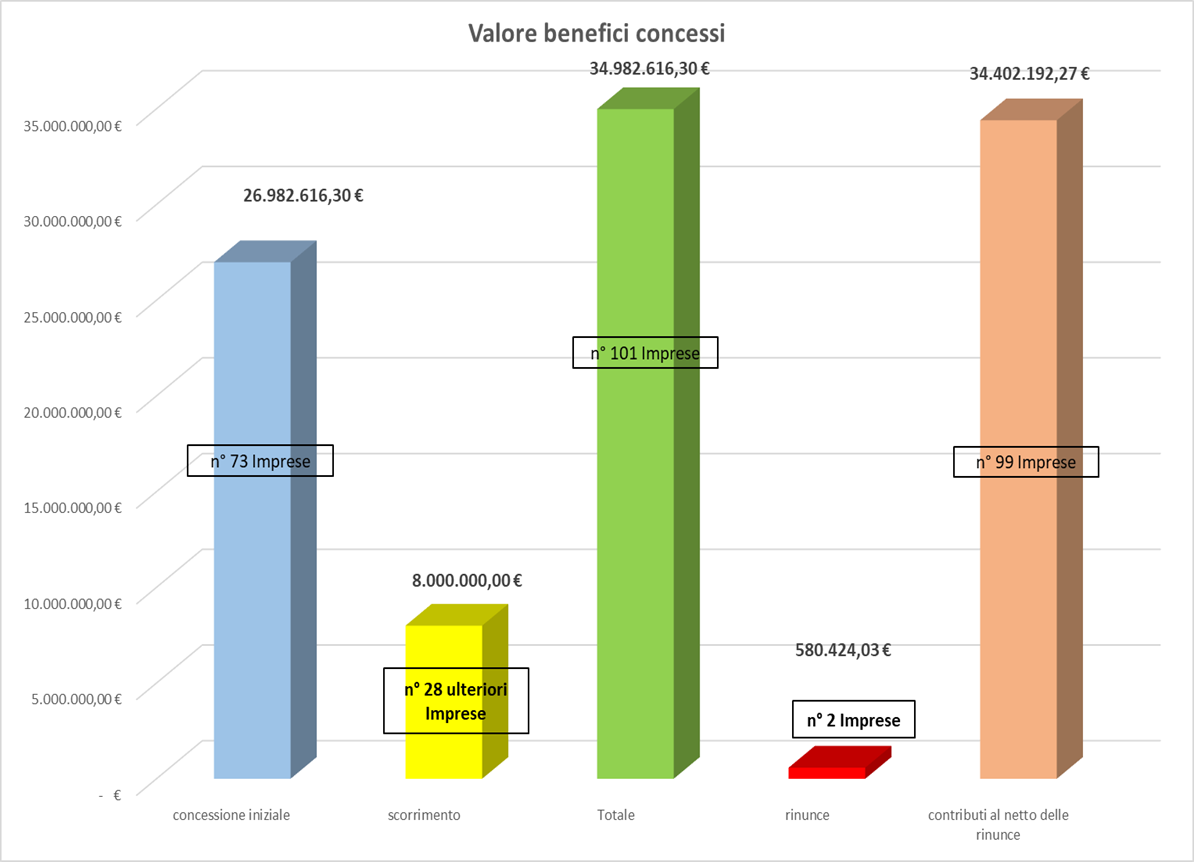 Valore benefici concessi
34.982.616,30 €
34.402.192,27 €
35.000.000,00 €
26.982.616,30 €
30.000.000,00 €
25.000.000,00 €
n° 101 Imprese
20.000.000,00 €
n° 73 Imprese
n° 99 Imprese
15.000.000,00 €
8.000.000,00 €
10.000.000,00 €
580.424,03 €
n° 28 ulteriori
Imprese
5.000.000,00 €
n° 2 Imprese
- €
concessione iniziale
scorrimento
Totale
rinunce
contributi al netto delle
rinunce